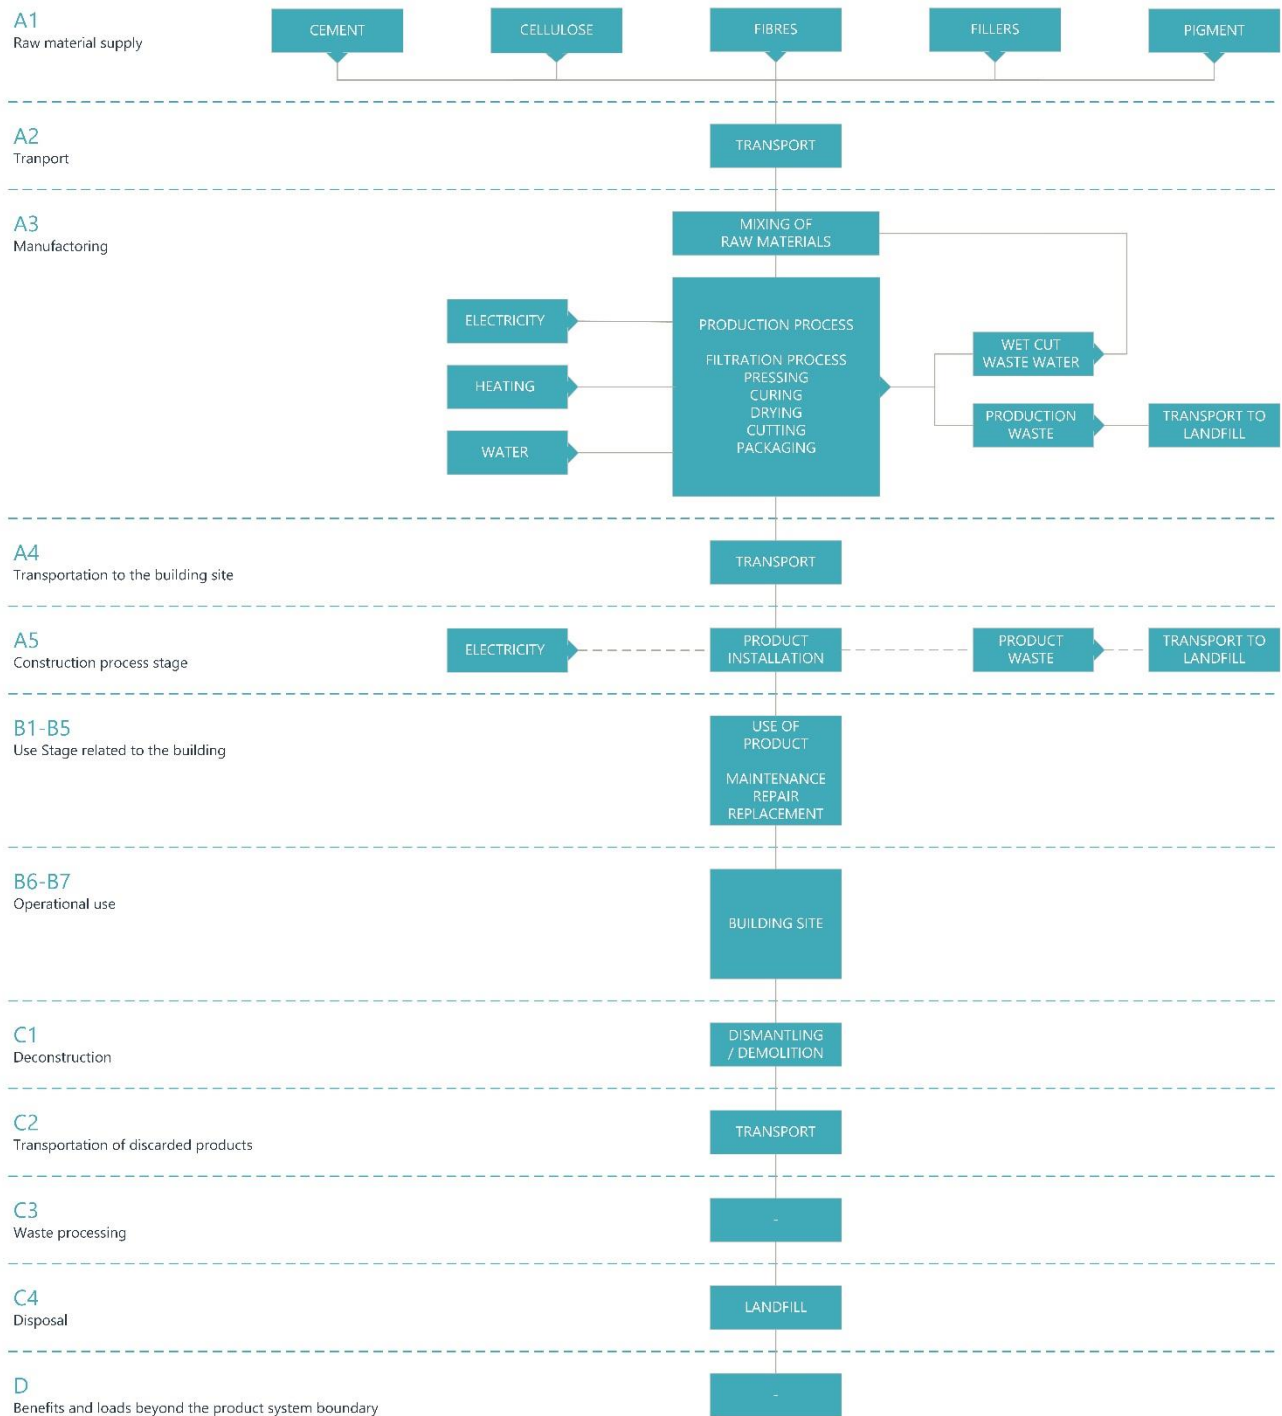 A1
Raw material supply
CEMENT
CELLULOSE
FIBRES
FILLERS
PIGMENT
A2
Tranport
TRANSPORT
A3
Manufactoring
MIXING OF
RAW MATERIALS
ELECTRICITY
HEATING
WATER
PRODUCTION PROCESS
FILTRATION PROCESS
PRESSING
CURING
DRYING
CUTTING
PACKAGING
WET CUT
WASTE WATER
PRODUCTION
WASTE
TRANSPORT TO
LANDFILL
A4
Transportation to the building site
TRANSPORT
A5
Construction process stage
ELECTRICITY
PRODUCT
INSTALLATION
PRODUCT
WASTE
TRANSPORT TO
LANDFILL
B1-B5
Use Stage related to the building
USE OF
PRODUCT
MAINTENANCE
REPAIR
REPLACEMENT
B6-B7
Operational use
BUILDING SITE
C1
Deconstruction
DISMANTLING
/ DEMOLITION
C2
Transportation of discarded products
TRANSPORT
C3
Waste processing
-
C4
Disposal
LANDFILL
D
Benefits and loads beyond the product system boundary
-